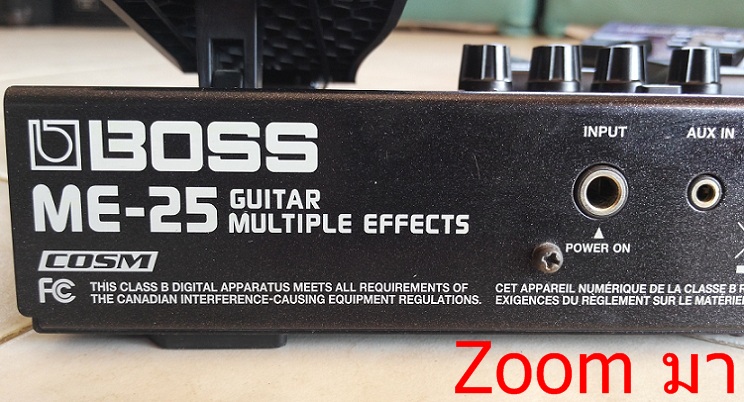 BOSS
ME-25 GUITAR
MULTIPLE EFFECTS
COSM
FC THIS CLASS B DIGITAL APPARATUS MEETS ALL REQUIREMENTS OF
THE CANADIAN INTERFERENCE-CAUSING EQUIPMENT REGULATIONS.
INPUT
AUX IN
POWER ON
CET APPAREIL NUMÉRIQUE DE LA CLASSE B
EXIGENCES DU RÈGLEMENT SUR LE
Zoom มา